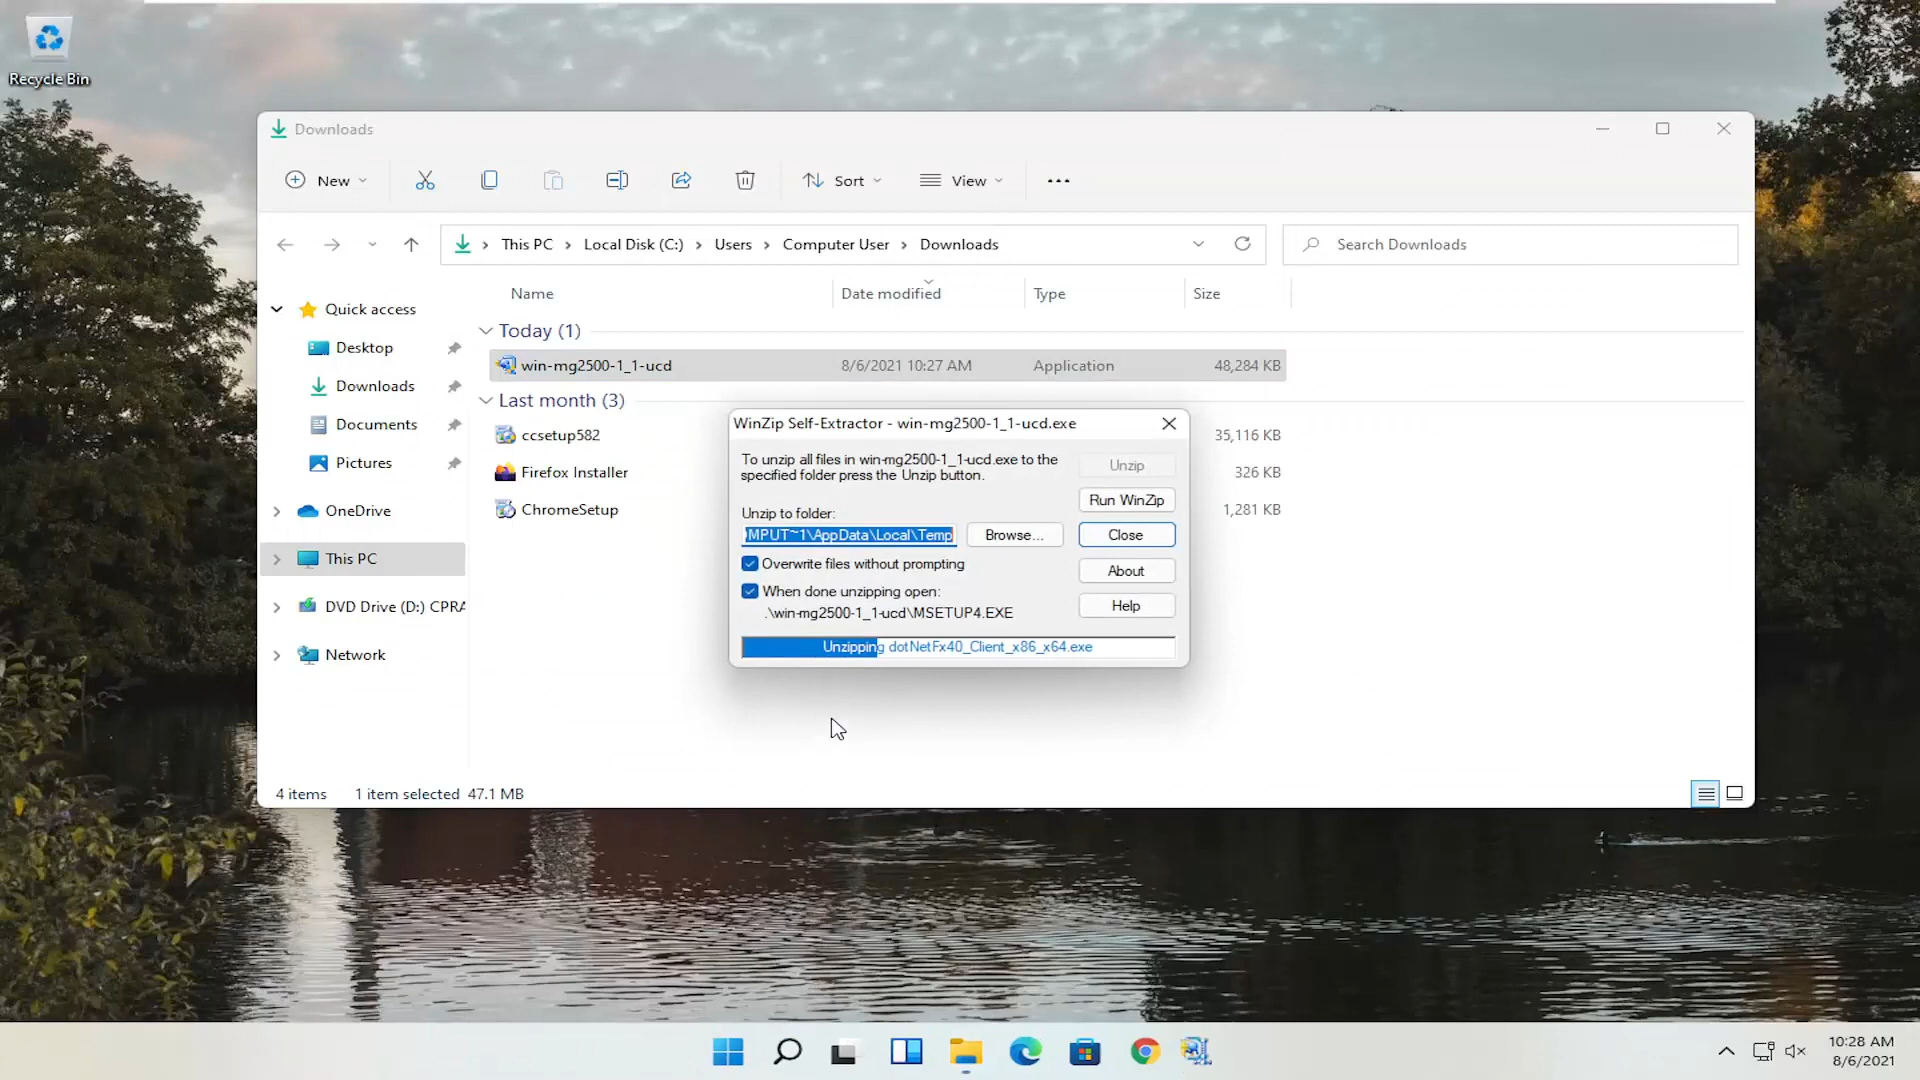 Recycle Bin
Downloads
New
Sort
View
This PC
Local Disk (C:)
Users
Computer User
Downloads
Search Downloads
Name
Date modified
Type
Size
Quick access
Desktop
Downloads
Documents
Pictures
OneDrive
This PC
DVD Drive (D:) CPRA
Network
Today (1)
win-mg2500-1_1-ucd 8/6/2021 10:27 AM Application 48,284 KB
Last month (3)
ccsetup582 35,116 KB
Firefox Installer 326 KB
ChromeSetup 1,281 KB
WinZip Self-Extractor - win-mg2500-1_1-ucd.exe
To unzip all files in win-mg2500-1_1-ucd.exe to the
specified folder press the Unzip button.
Unzip to folder:
MPUT~1\AppData\Local\Temp
Browse...
Overwrite files without prompting
When done unzipping open:
.\win-mg2500-1_1-ucd\MSETUP4.EXE
Unzip
Run WinZip
Close
About
Help
Unzipping dotNetFx40_Client_x86_x64.exe
4 items 1 item selected 47.1 MB
10:28 AM
8/6/2021